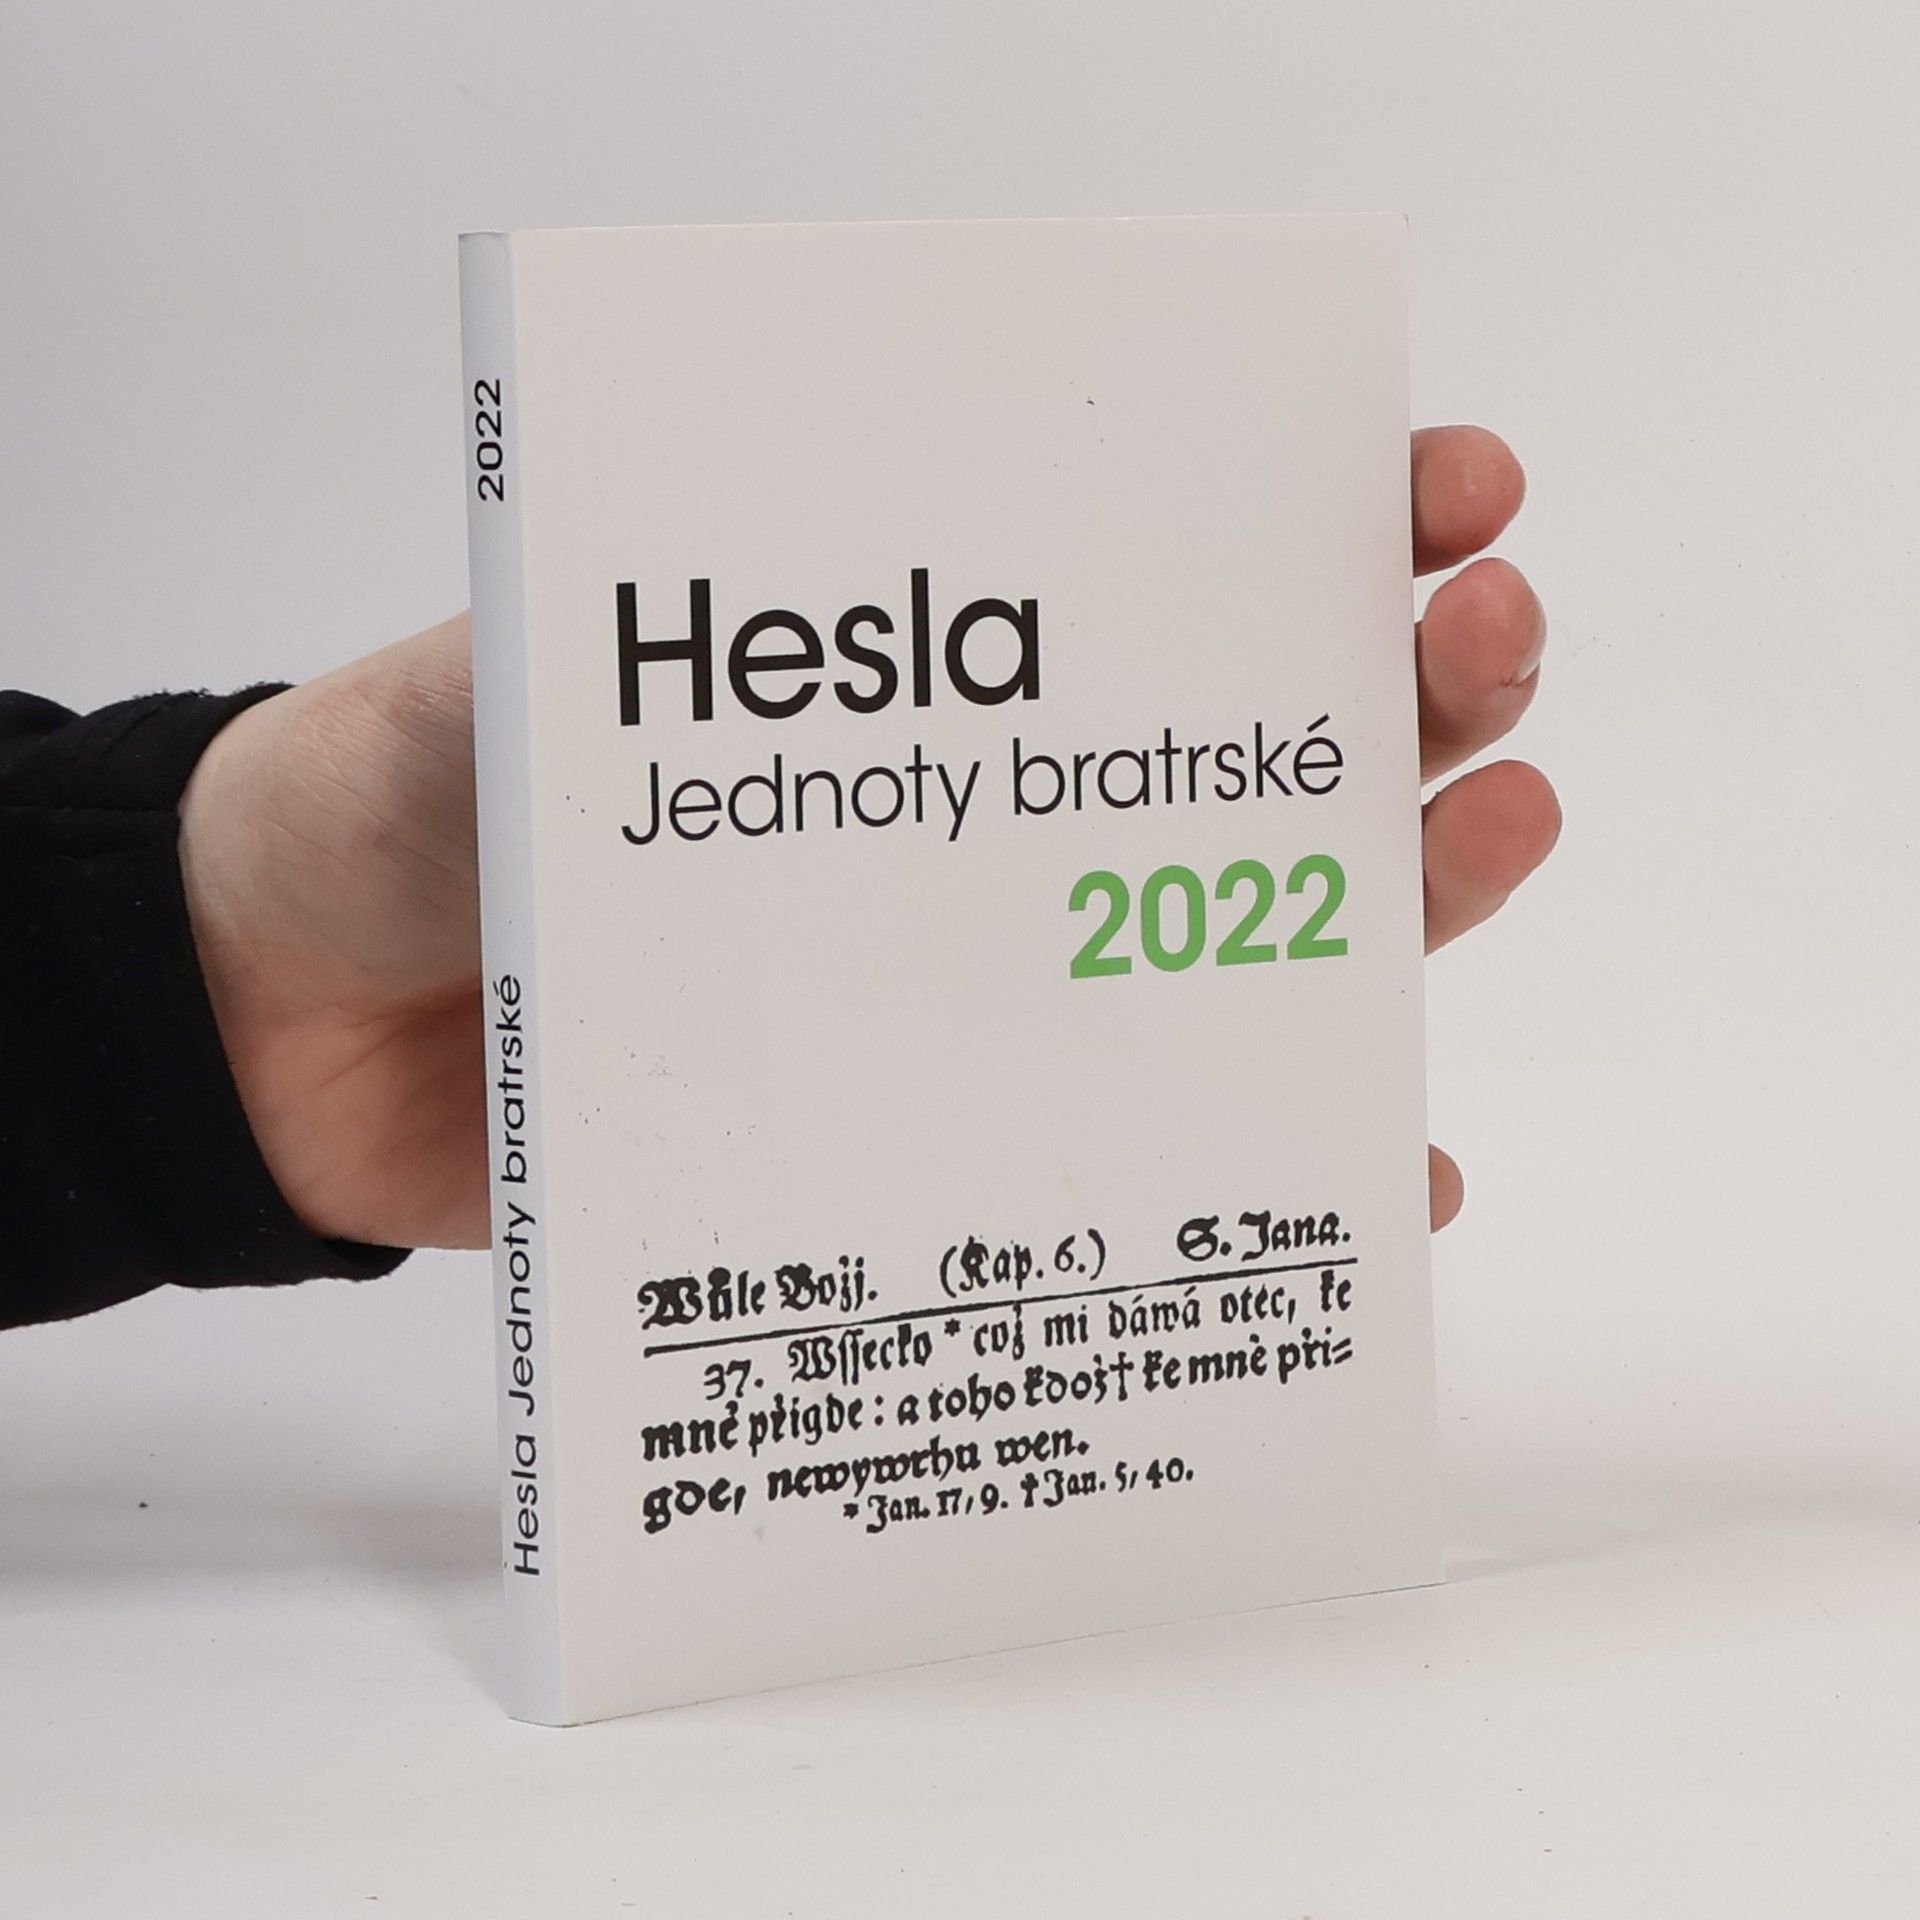 2022
Hesla Jednoty bratrské
Hesla
Jednoty bratrské
2022
Wůle Božj. (Kap. 6.) S. Jana.
37. Wſſecko * což mi dáwá otec, ke
mně přigde: a toho kdož † ke mně při=
gde, newywrhu wen.
* Jan. 17, 9. † Jan. 5, 40.